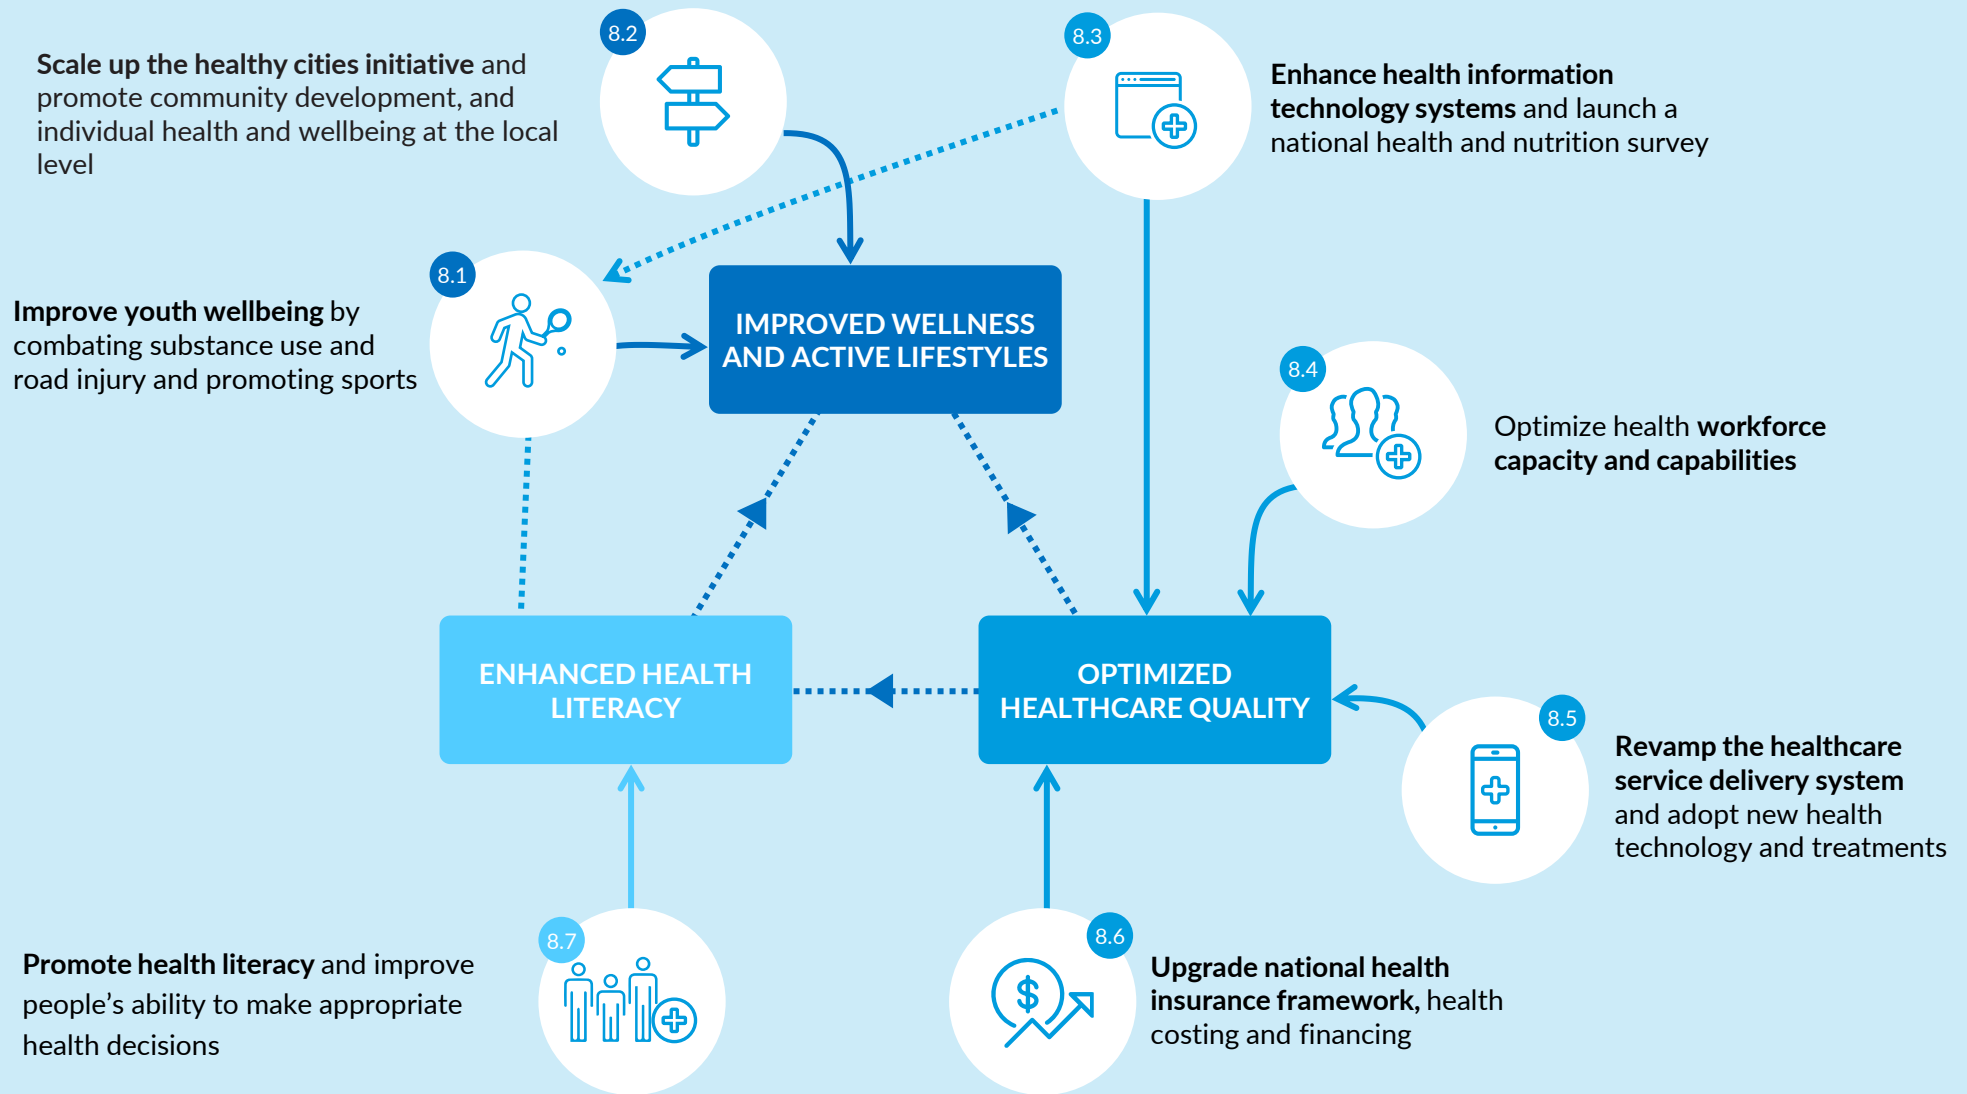 8.2
Scale up the healthy cities initiative and
promote community development, and
individual health and wellbeing at the local
level
8.3
Enhance health information
technology systems and launch a
national health and nutrition survey
8.1
Improve youth wellbeing by
combating substance use and
road injury and promoting sports
IMPROVED WELLNESS
AND ACTIVE LIFESTYLES
8.4
Optimize health workforce
capacity and capabilities
ENHANCED HEALTH
LITERACY
OPTIMIZED
HEALTHCARE QUALITY
8.5
Revamp the healthcare
service delivery system
and adopt new health
technology and treatments
8.7
Promote health literacy and improve
people’s ability to make appropriate
health decisions
8.6
$
Upgrade national health
insurance framework, health
costing and financing